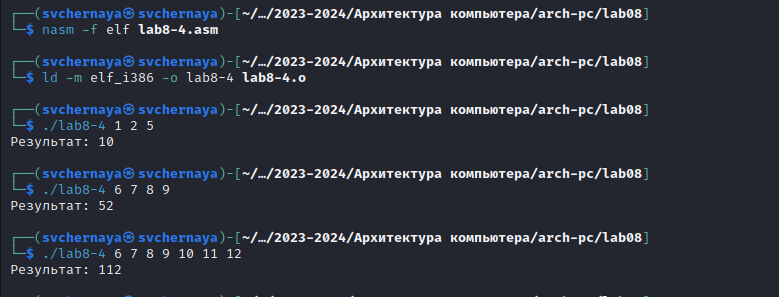 ┌──(svchernaya㉿svchernaya)-[~/…/2023-2024/Архитектура компьютера/arch-pc/lab08]
└─$ nasm -f elf lab8-4.asm
┌──(svchernaya㉿svchernaya)-[~/…/2023-2024/Архитектура компьютера/arch-pc/lab08]
└─$ ld -m elf_i386 -o lab8-4 lab8-4.o
┌──(svchernaya㉿svchernaya)-[~/…/2023-2024/Архитектура компьютера/arch-pc/lab08]
└─$ ./lab8-4 1 2 5
Результат: 10
┌──(svchernaya㉿svchernaya)-[~/…/2023-2024/Архитектура компьютера/arch-pc/lab08]
└─$ ./lab8-4 6 7 8 9
Результат: 52
┌──(svchernaya㉿svchernaya)-[~/…/2023-2024/Архитектура компьютера/arch-pc/lab08]
└─$ ./lab8-4 6 7 8 9 10 11 12
Результат: 112